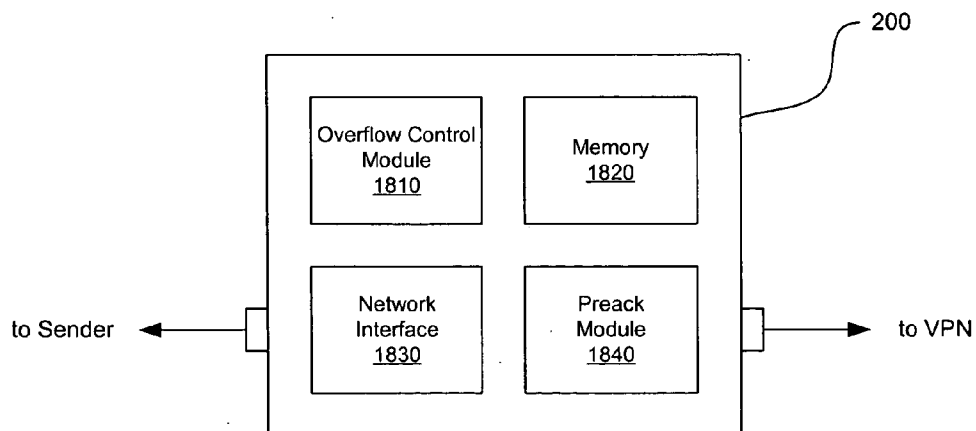 200
Overflow Control
Module
1810
Memory
1820
Network
Interface
1830
Preack
Module
1840
to Sender
to VPN